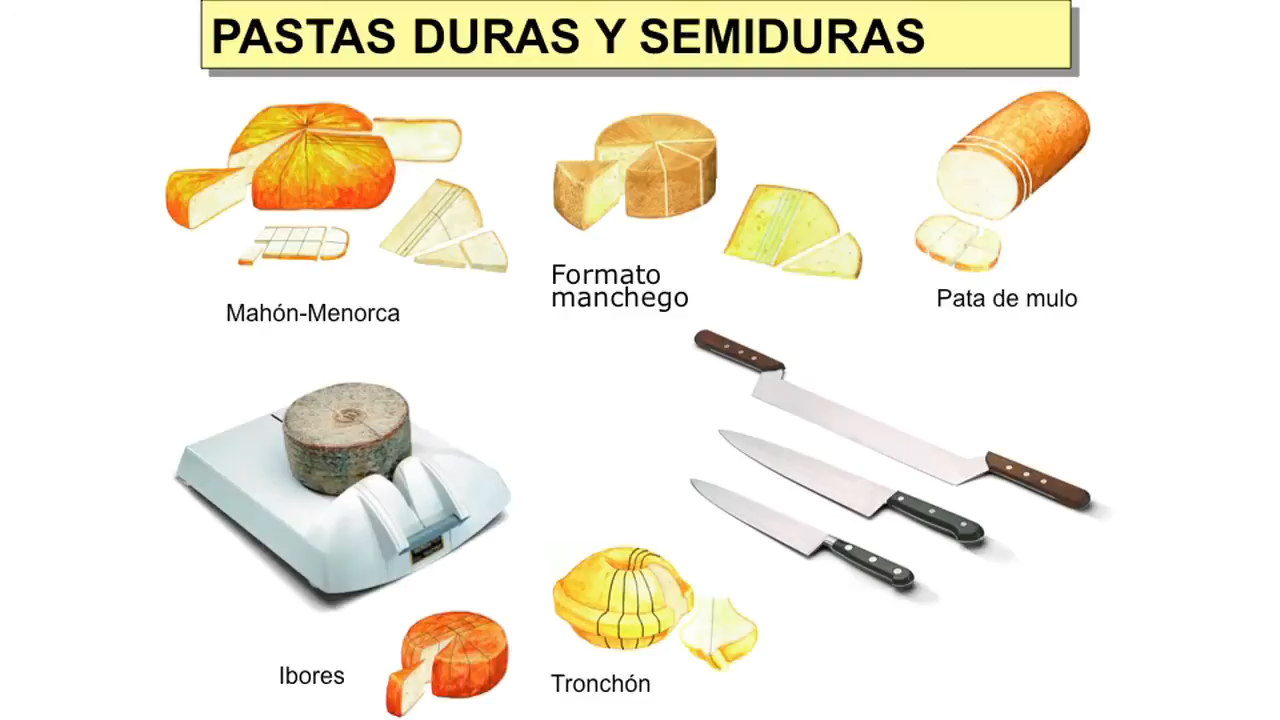 PASTAS DURAS Y SEMIDURAS
Mahón-Menorca
Formato
manchego
Pata de mulo
Ibores
Tronchón